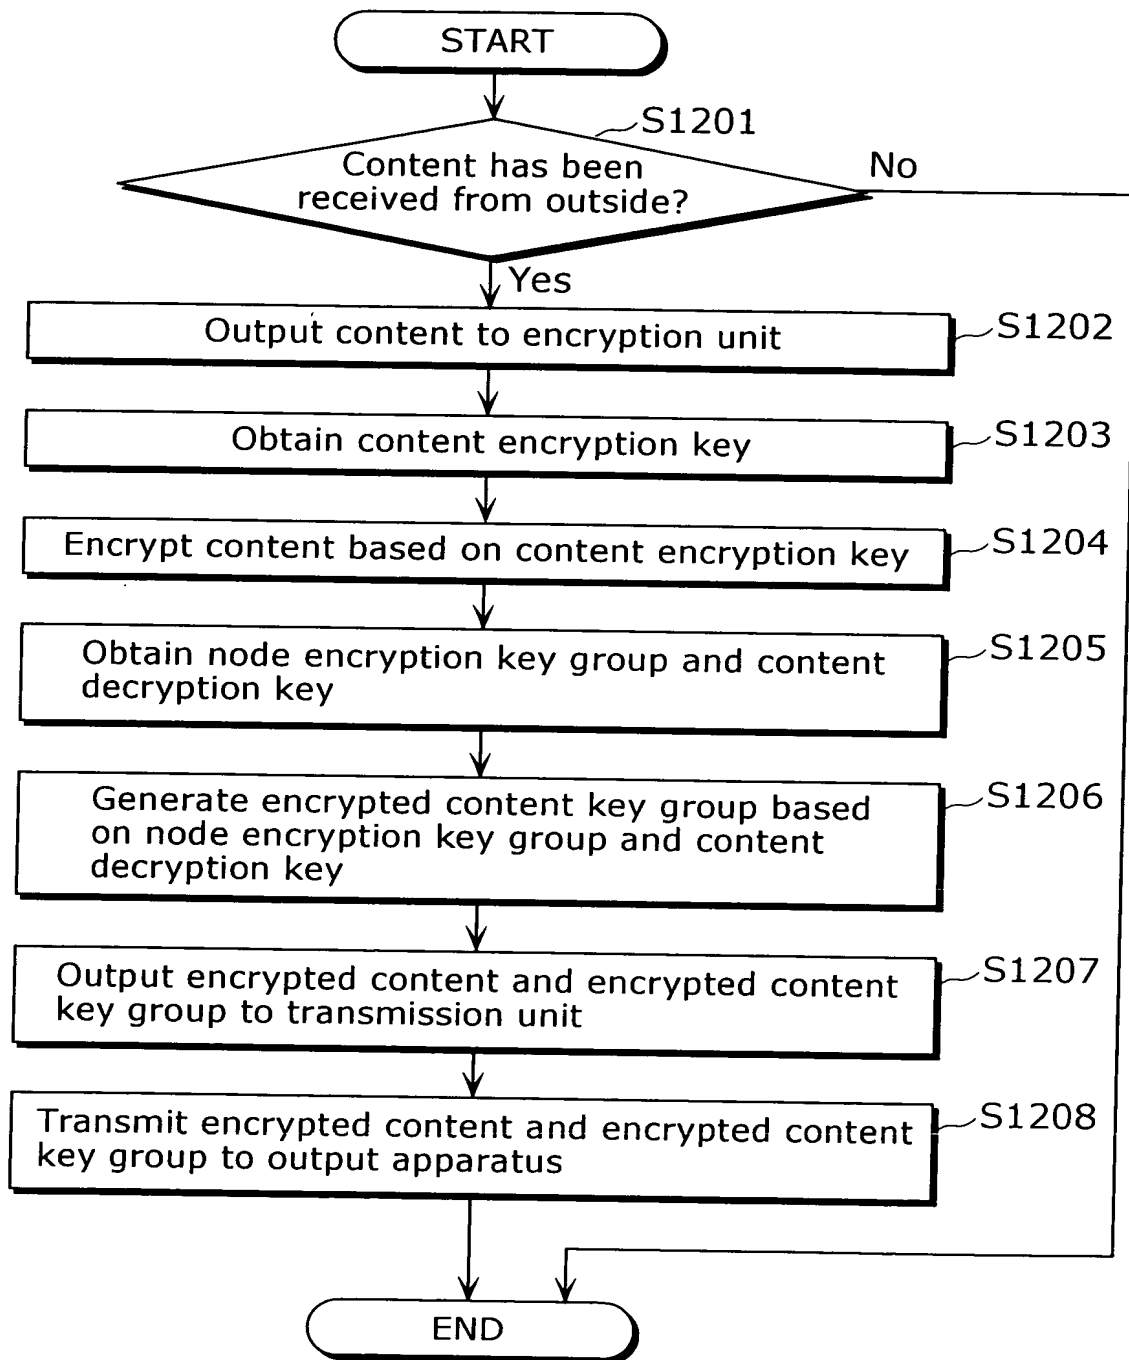 START
S1201
Content has been
received from outside?
No
Yes
Output content to encryption unit
S1202
Obtain content encryption key
S1203
Encrypt content based on content encryption key
S1204
Obtain node encryption key group and content
decryption key
S1205
Generate encrypted content key group based
on node encryption key group and content
decryption key
S1206
Output encrypted content and encrypted content
key group to transmission unit
S1207
Transmit encrypted content and encrypted content
key group to output apparatus
S1208
END